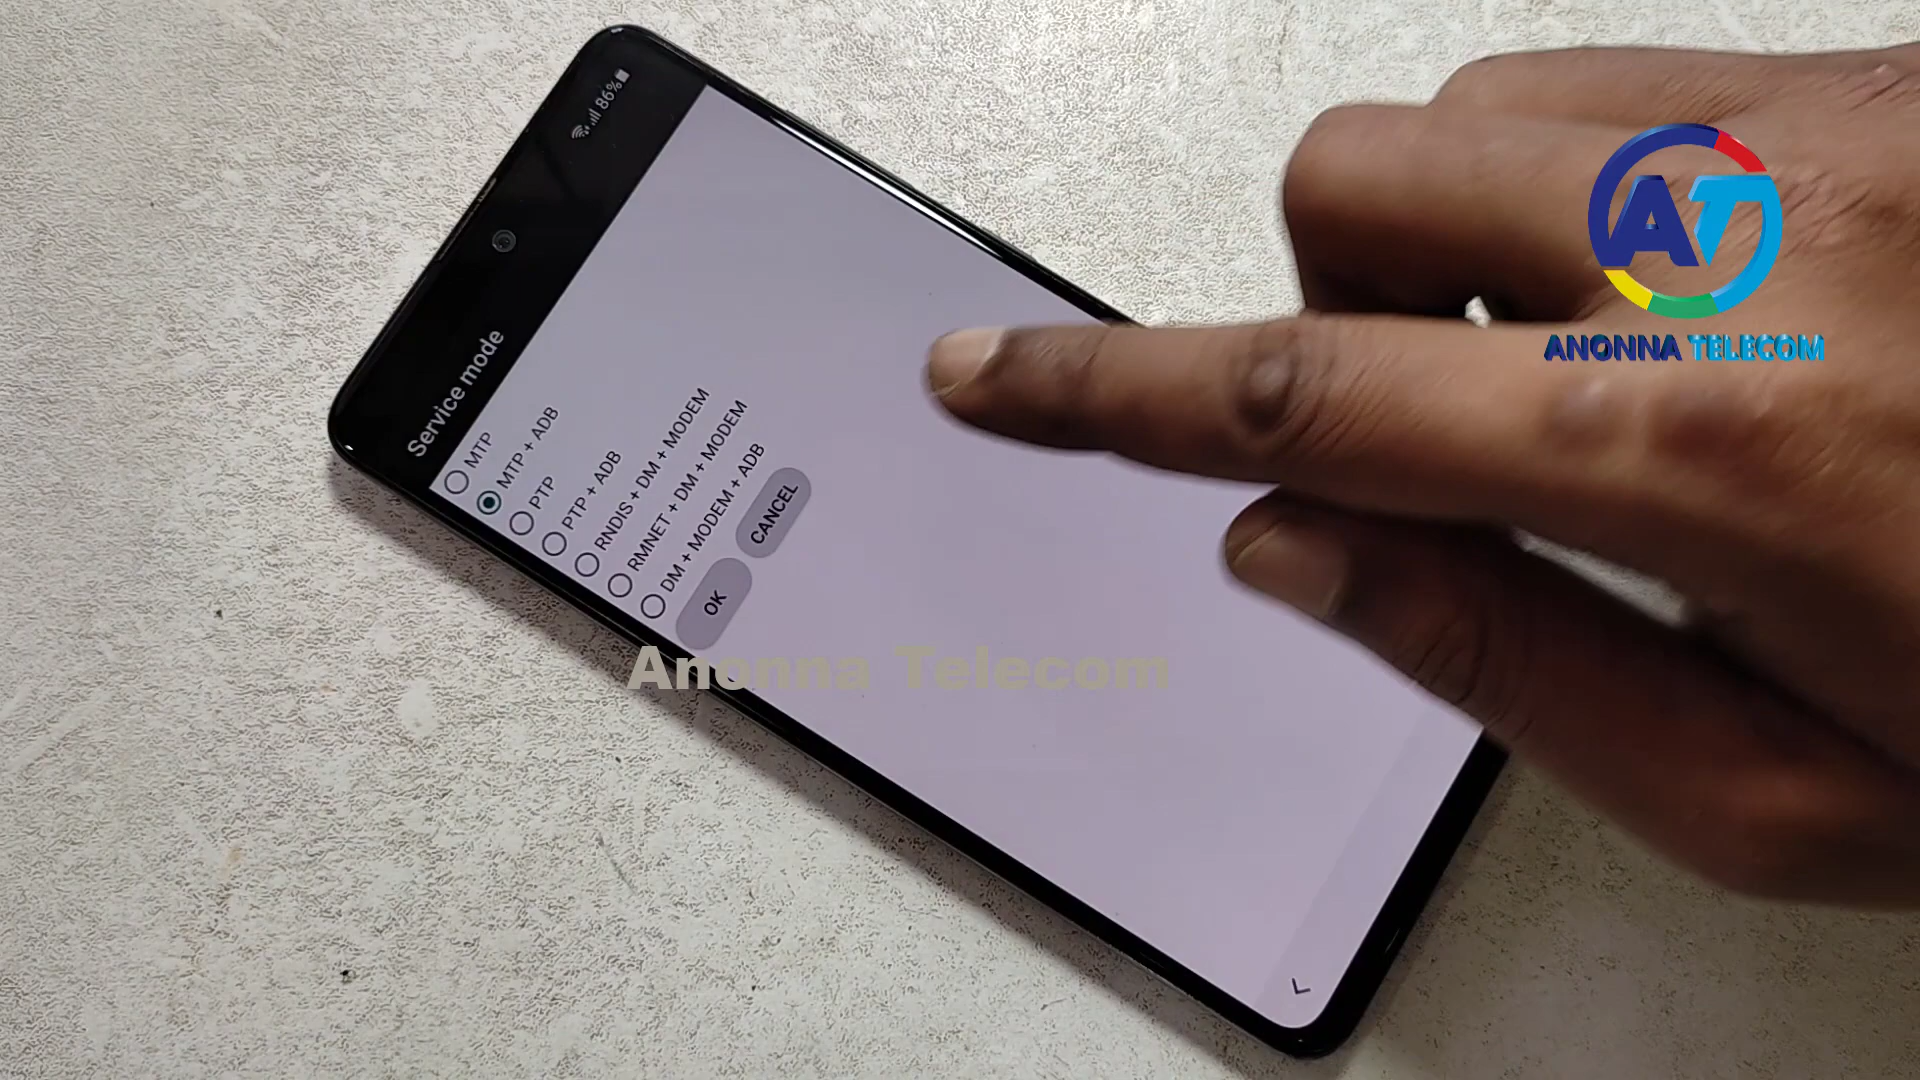 86%
Service mode
MTP
MTP + ADB
PTP
PTP + ADB
RNDIS + DM + MODEM
RMNET + DM + MODEM
DM + MODEM + ADB
OK CANCEL
AT
ANONNA TELECOM
Anonna Telecom